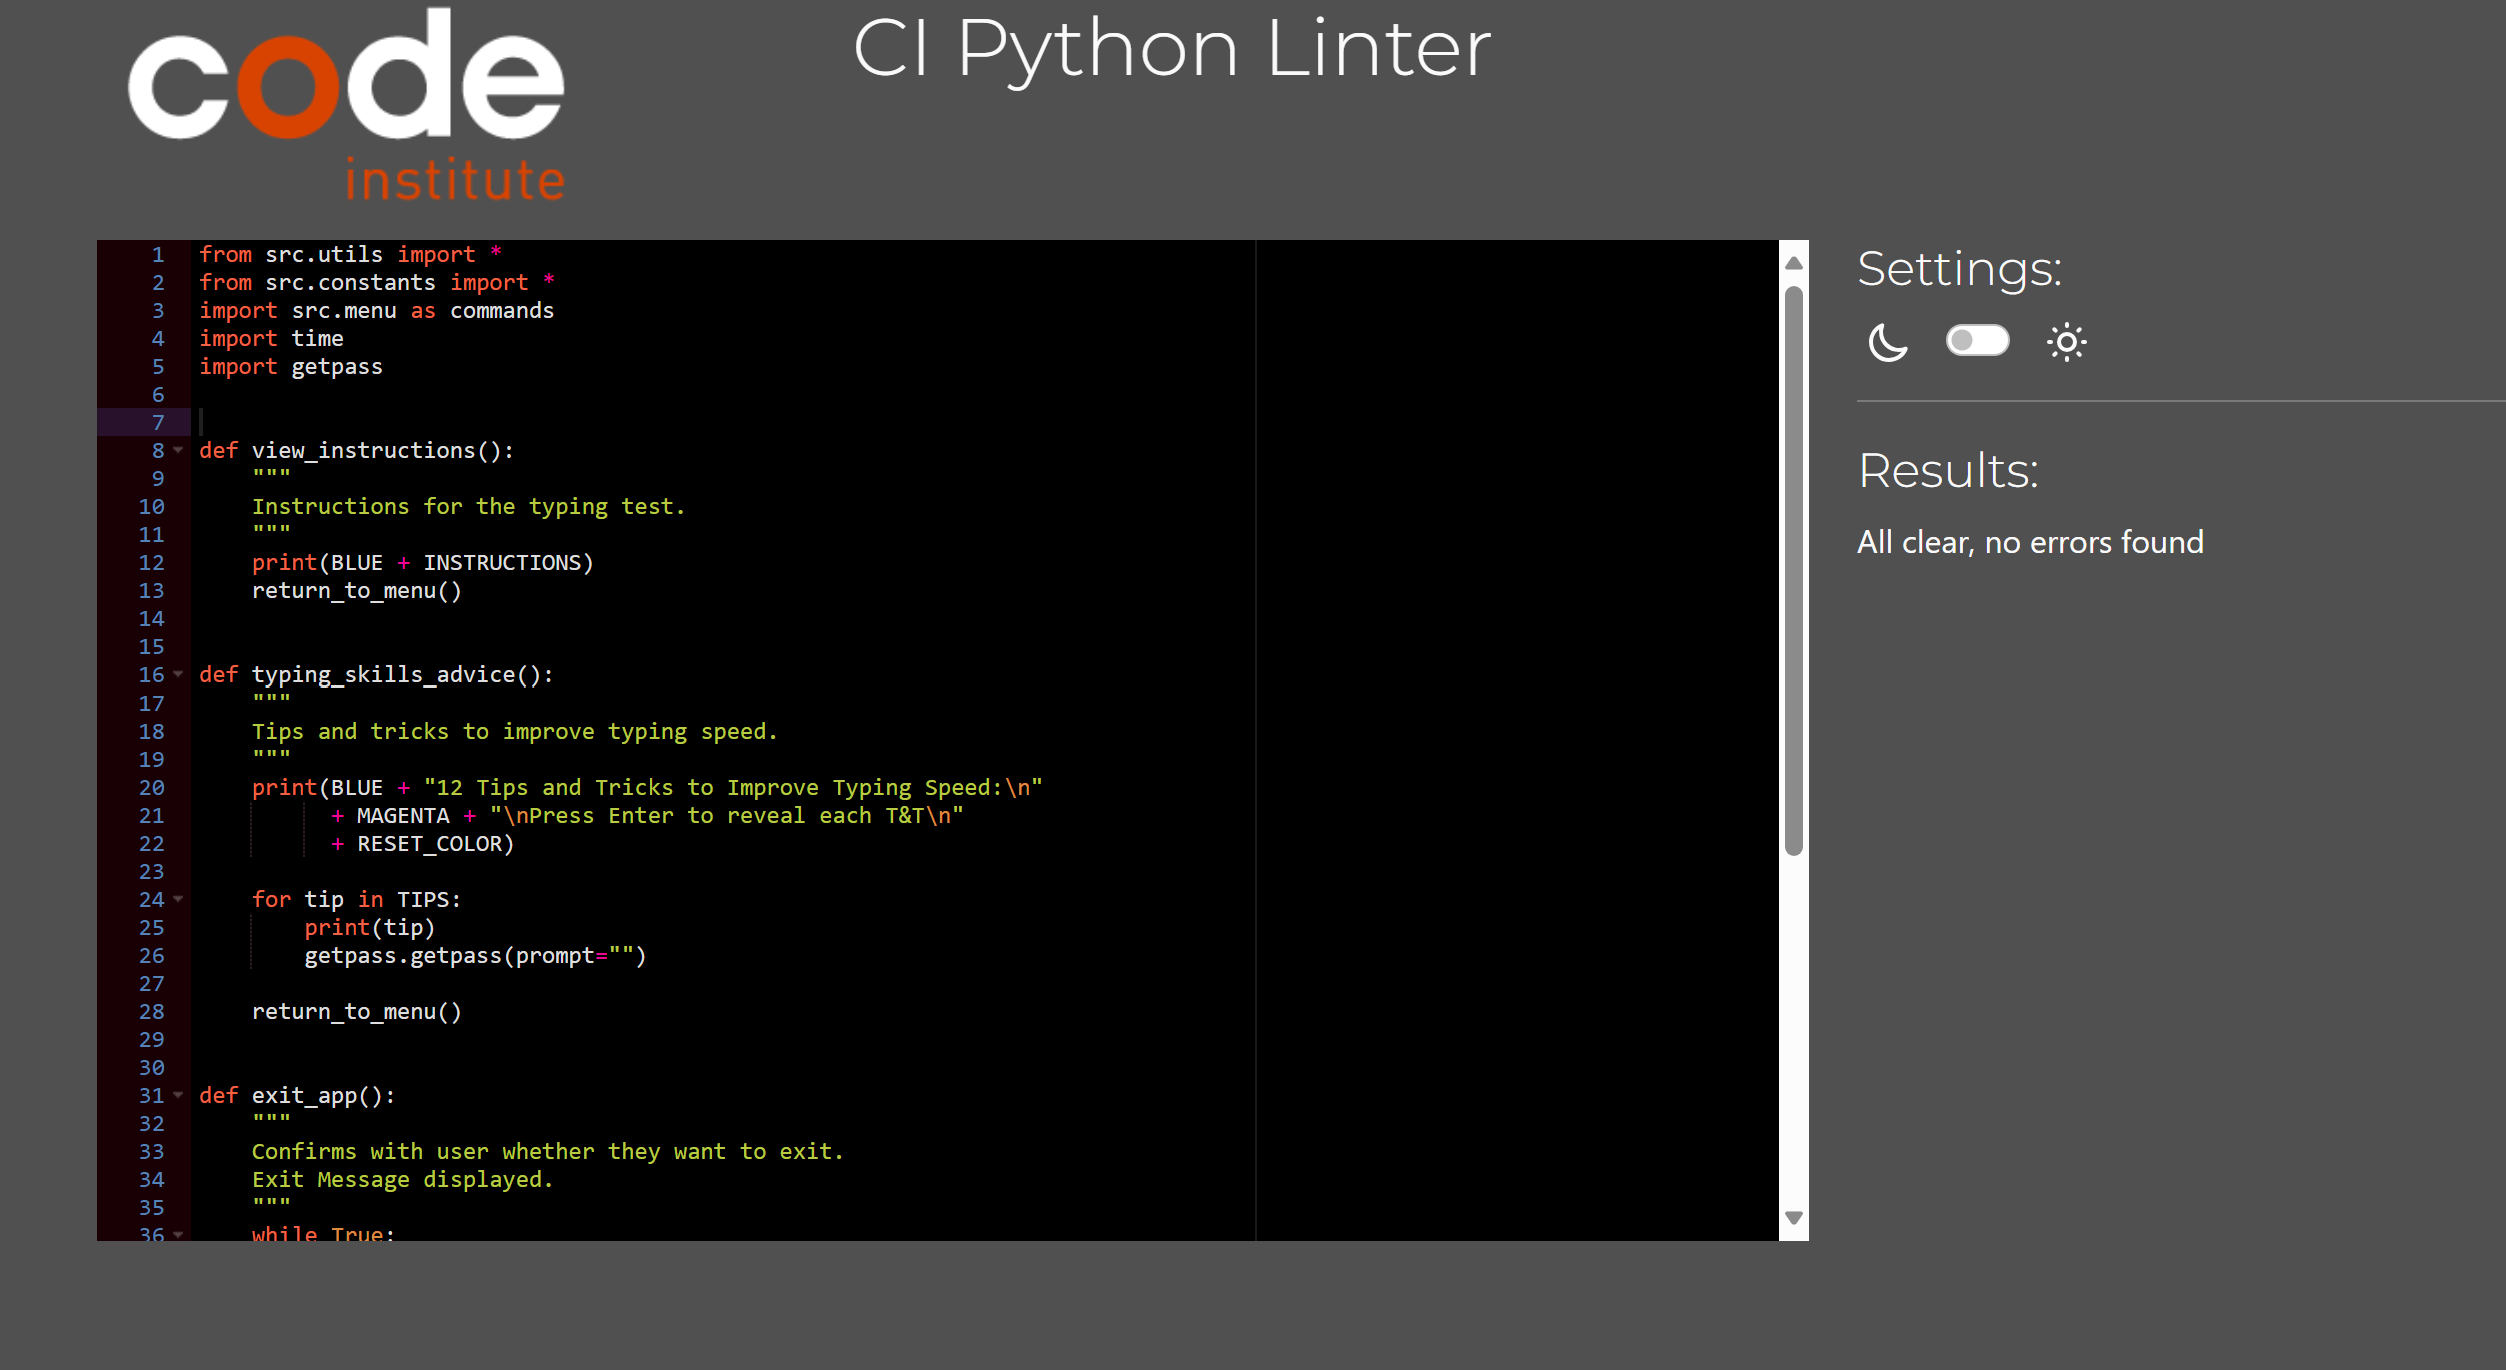 code
institute
CI Python Linter
1 from src.utils import *
2 from src.constants import *
3 import src.menu as commands
4 import time
5 import getpass
6
7
8 def view_instructions():
9     """
10     Instructions for the typing test.
11     """
12     print(BLUE + INSTRUCTIONS)
13     return_to_menu()
14
15
16 def typing_skills_advice():
17     """
18     Tips and tricks to improve typing speed.
19     """
20     print(BLUE + "12 Tips and Tricks to Improve Typing Speed:\n"
21           + MAGENTA + "\nPress Enter to reveal each T&T\n"
22           + RESET_COLOR)
23
24     for tip in TIPS:
25         print(tip)
26         getpass.getpass(prompt="")
27
28     return_to_menu()
29
30
31 def exit_app():
32     """
33     Confirms with user whether they want to exit.
34     Exit Message displayed.
35     """
36     while True:
Settings:
Results:
All clear, no errors found